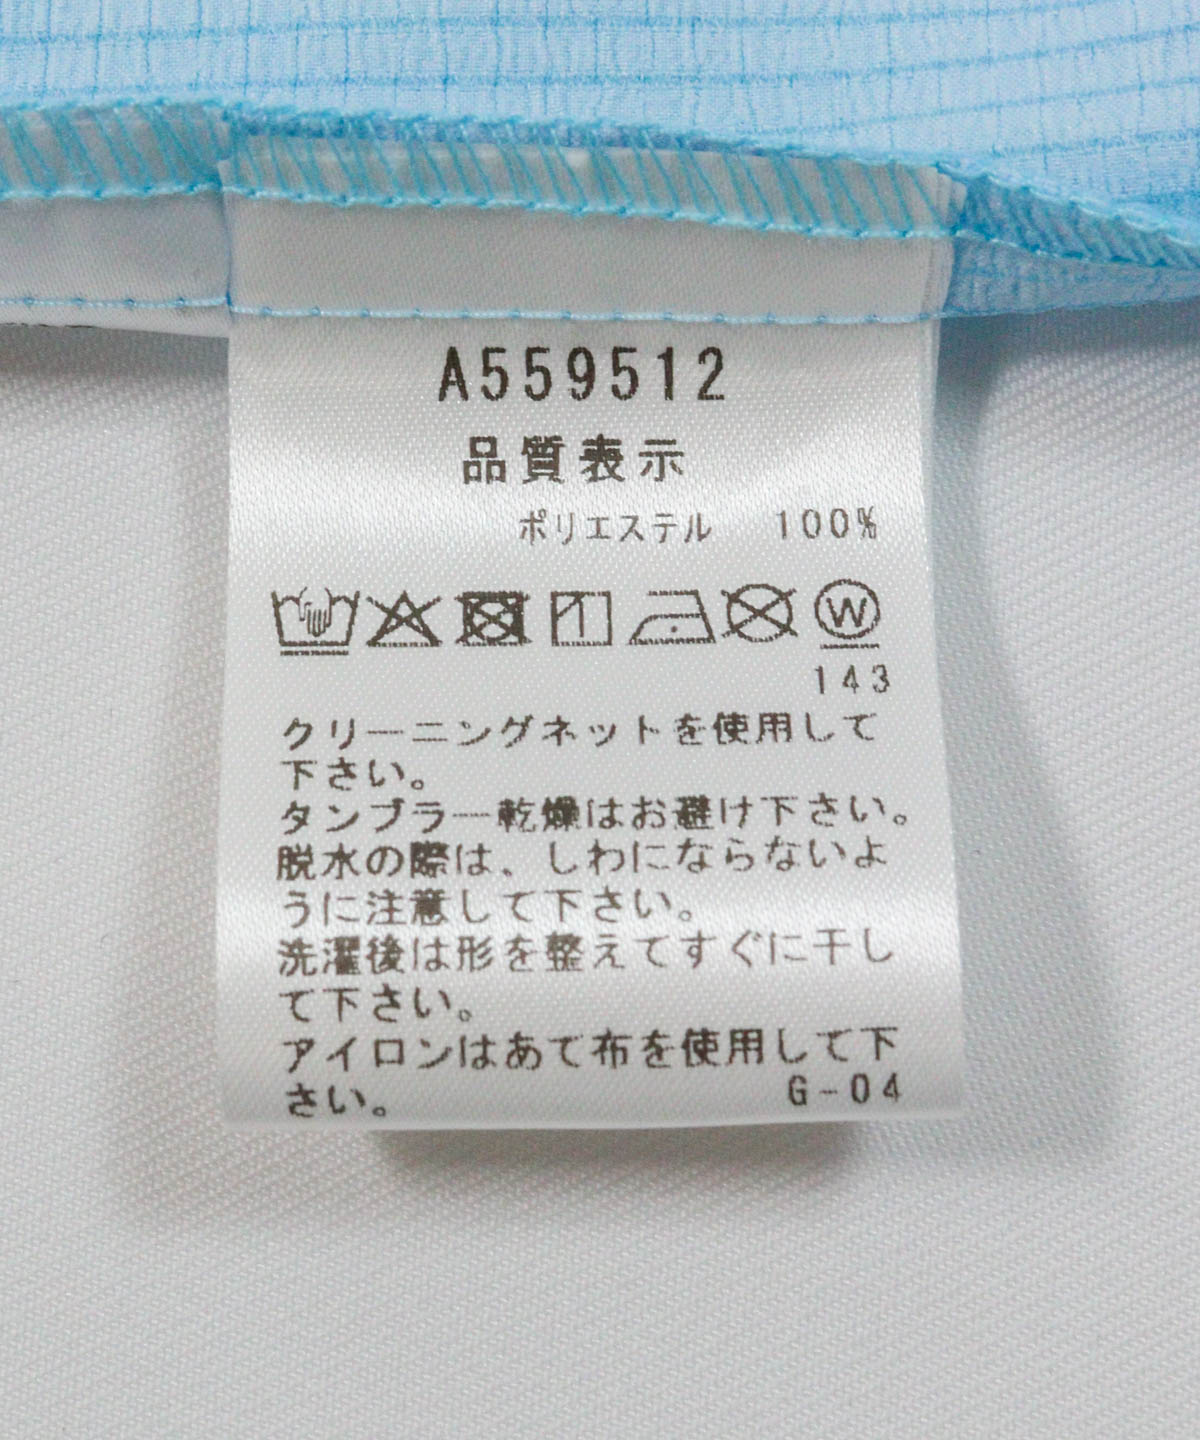 A559512
品質表示
ポリエステル 100%
W
143
クリーニングネットを使用して
下さい。
タンブラー乾燥はお避け下さい。
脱水の際は、しわにならないよ
うに注意して下さい。
洗濯後は形を整えてすぐに干し
て下さい。
アイロンはあて布を使用して下
さい。 G-04